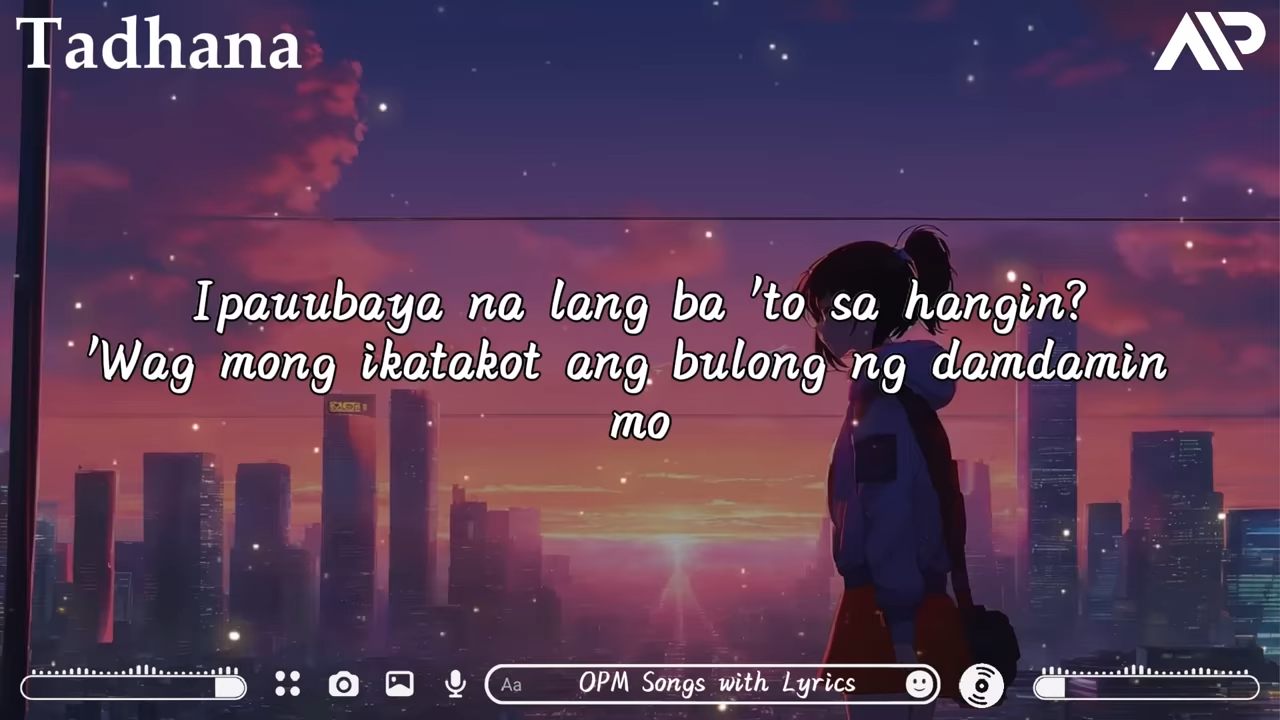 Tadhana
AP
Ipauubaya na lang ba 'to sa hangin?
'Wag mong ikatakot ang bulong ng damdamin
mo
Aa OPM Songs with Lyrics